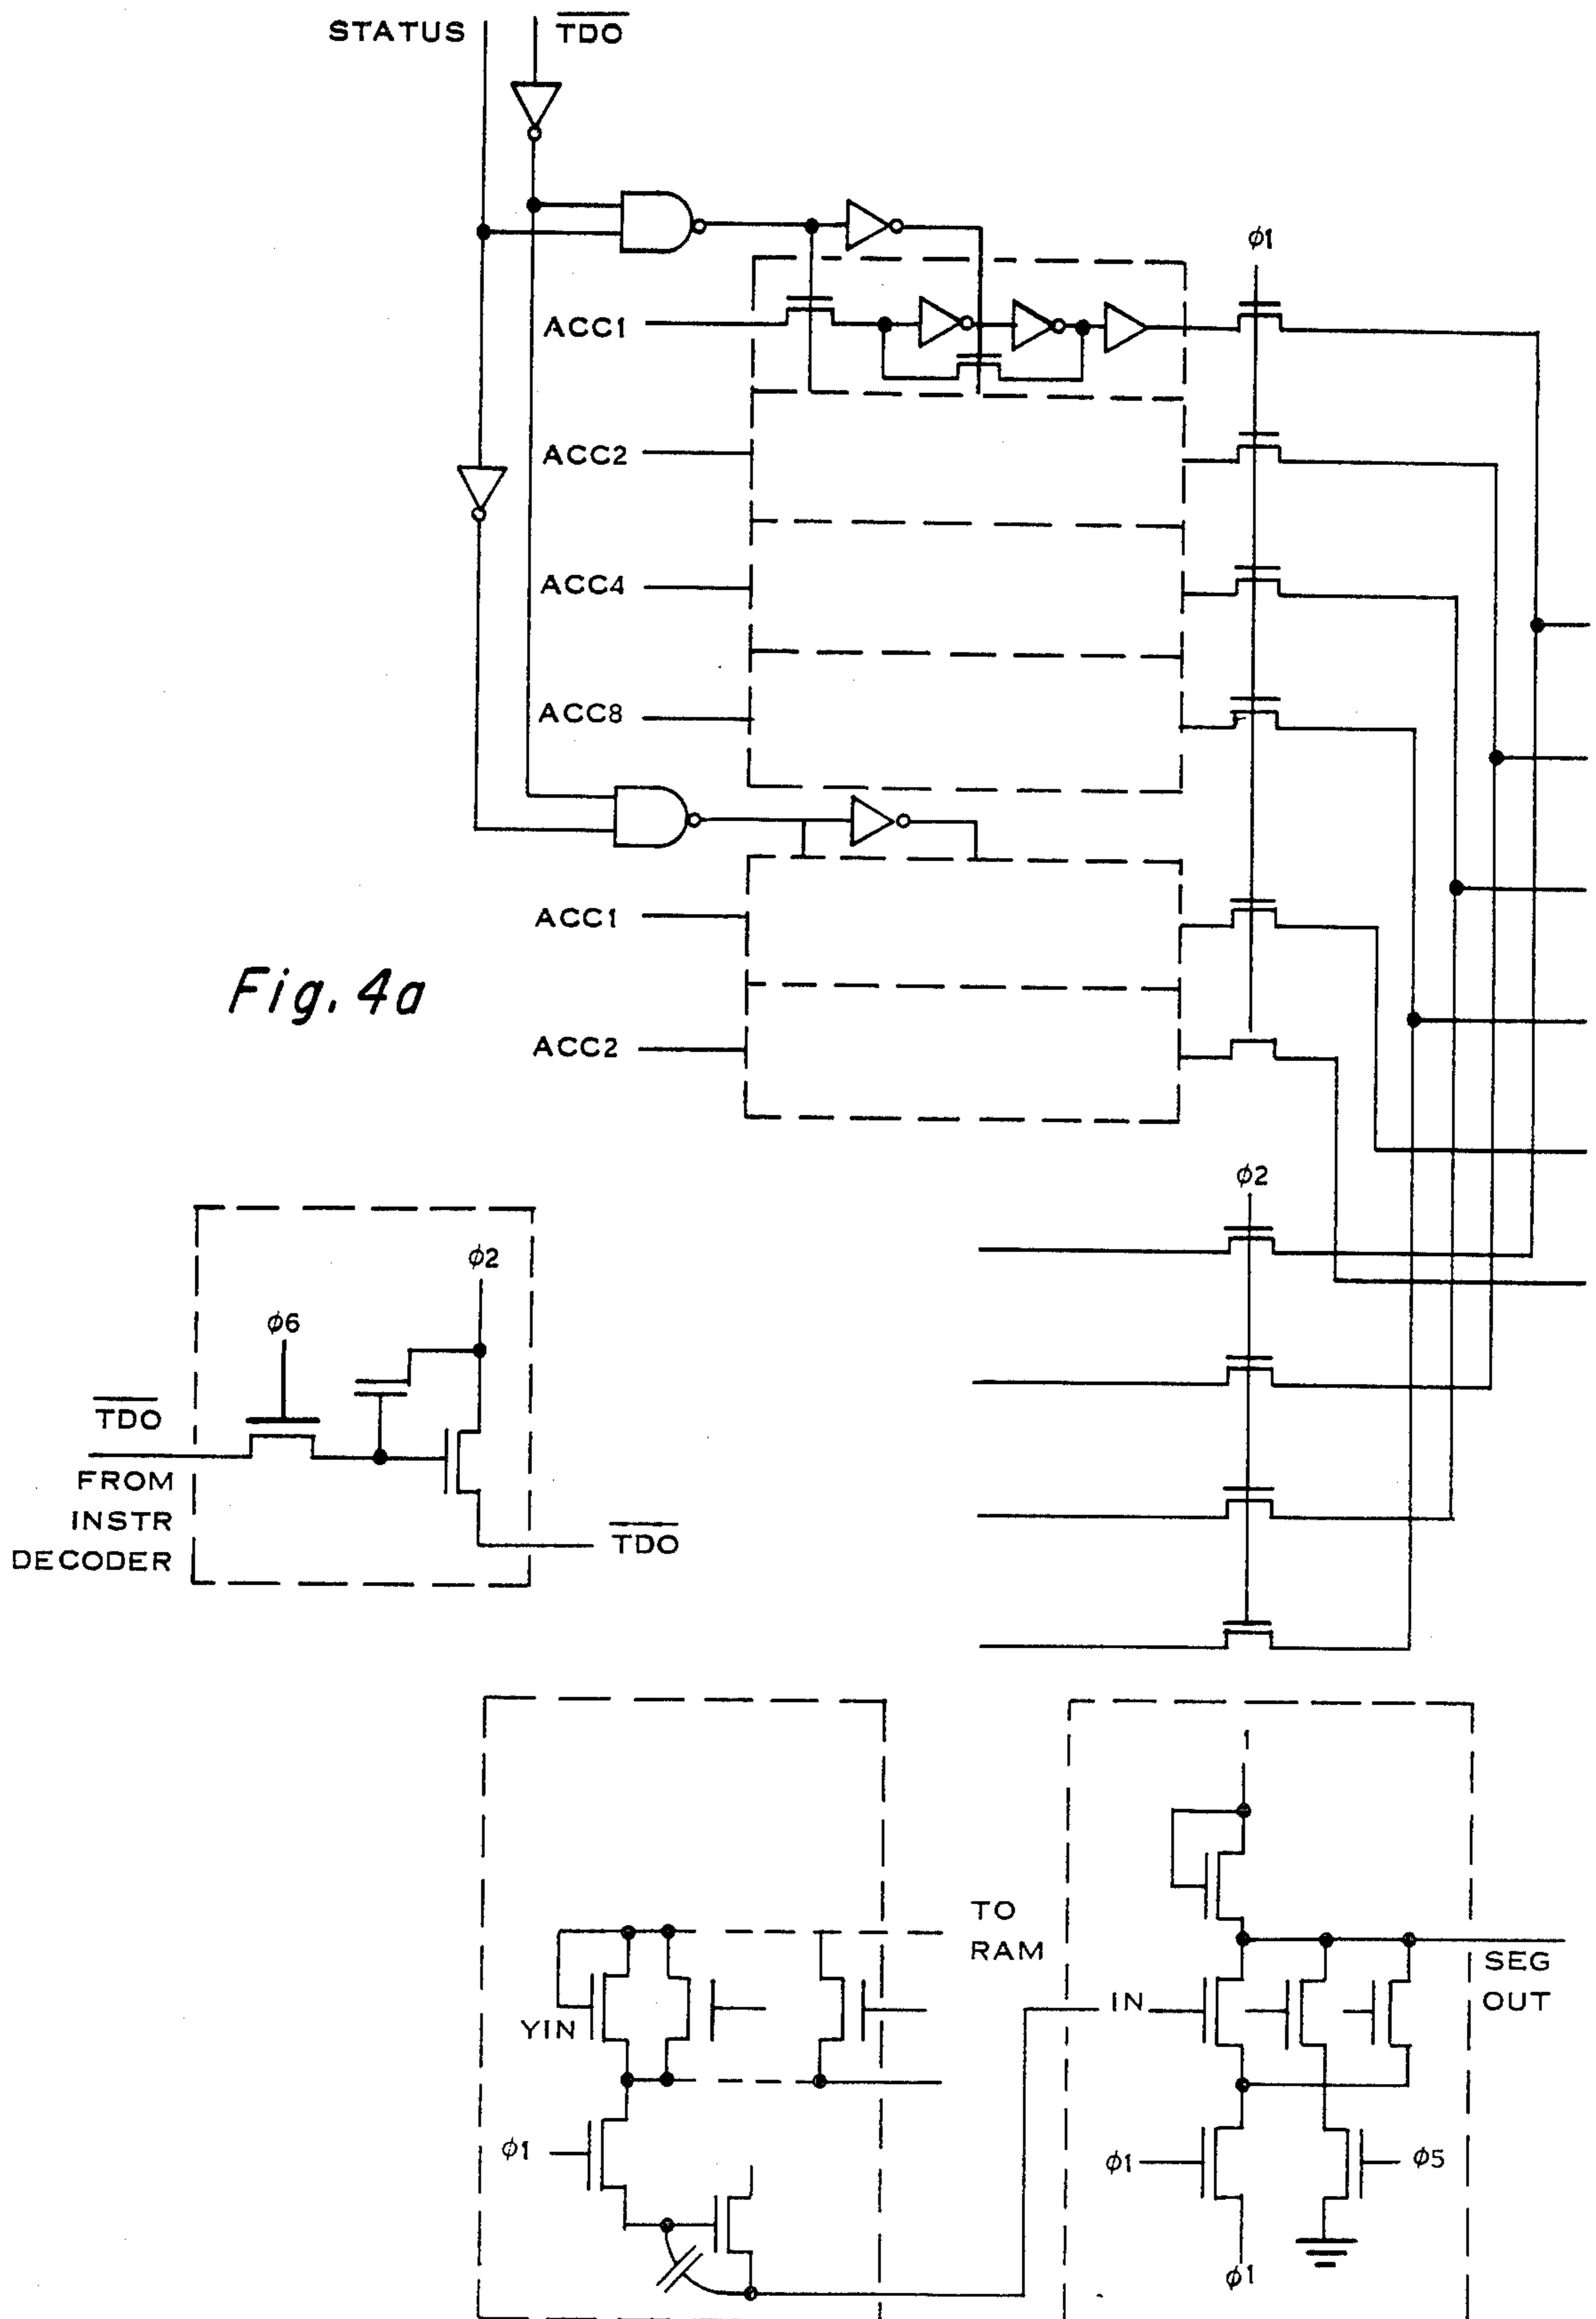 STATUS
TDO
φ1
ACC1
ACC2
ACC4
ACC8
ACC1
Fig. 4a
ACC2
φ2
φ2
φ6
TDO
FROM
INSTR
DECODER
TDO
1
TO
RAM
SEG
OUT
IN
YIN
φ1
φ1
φ5
φ1